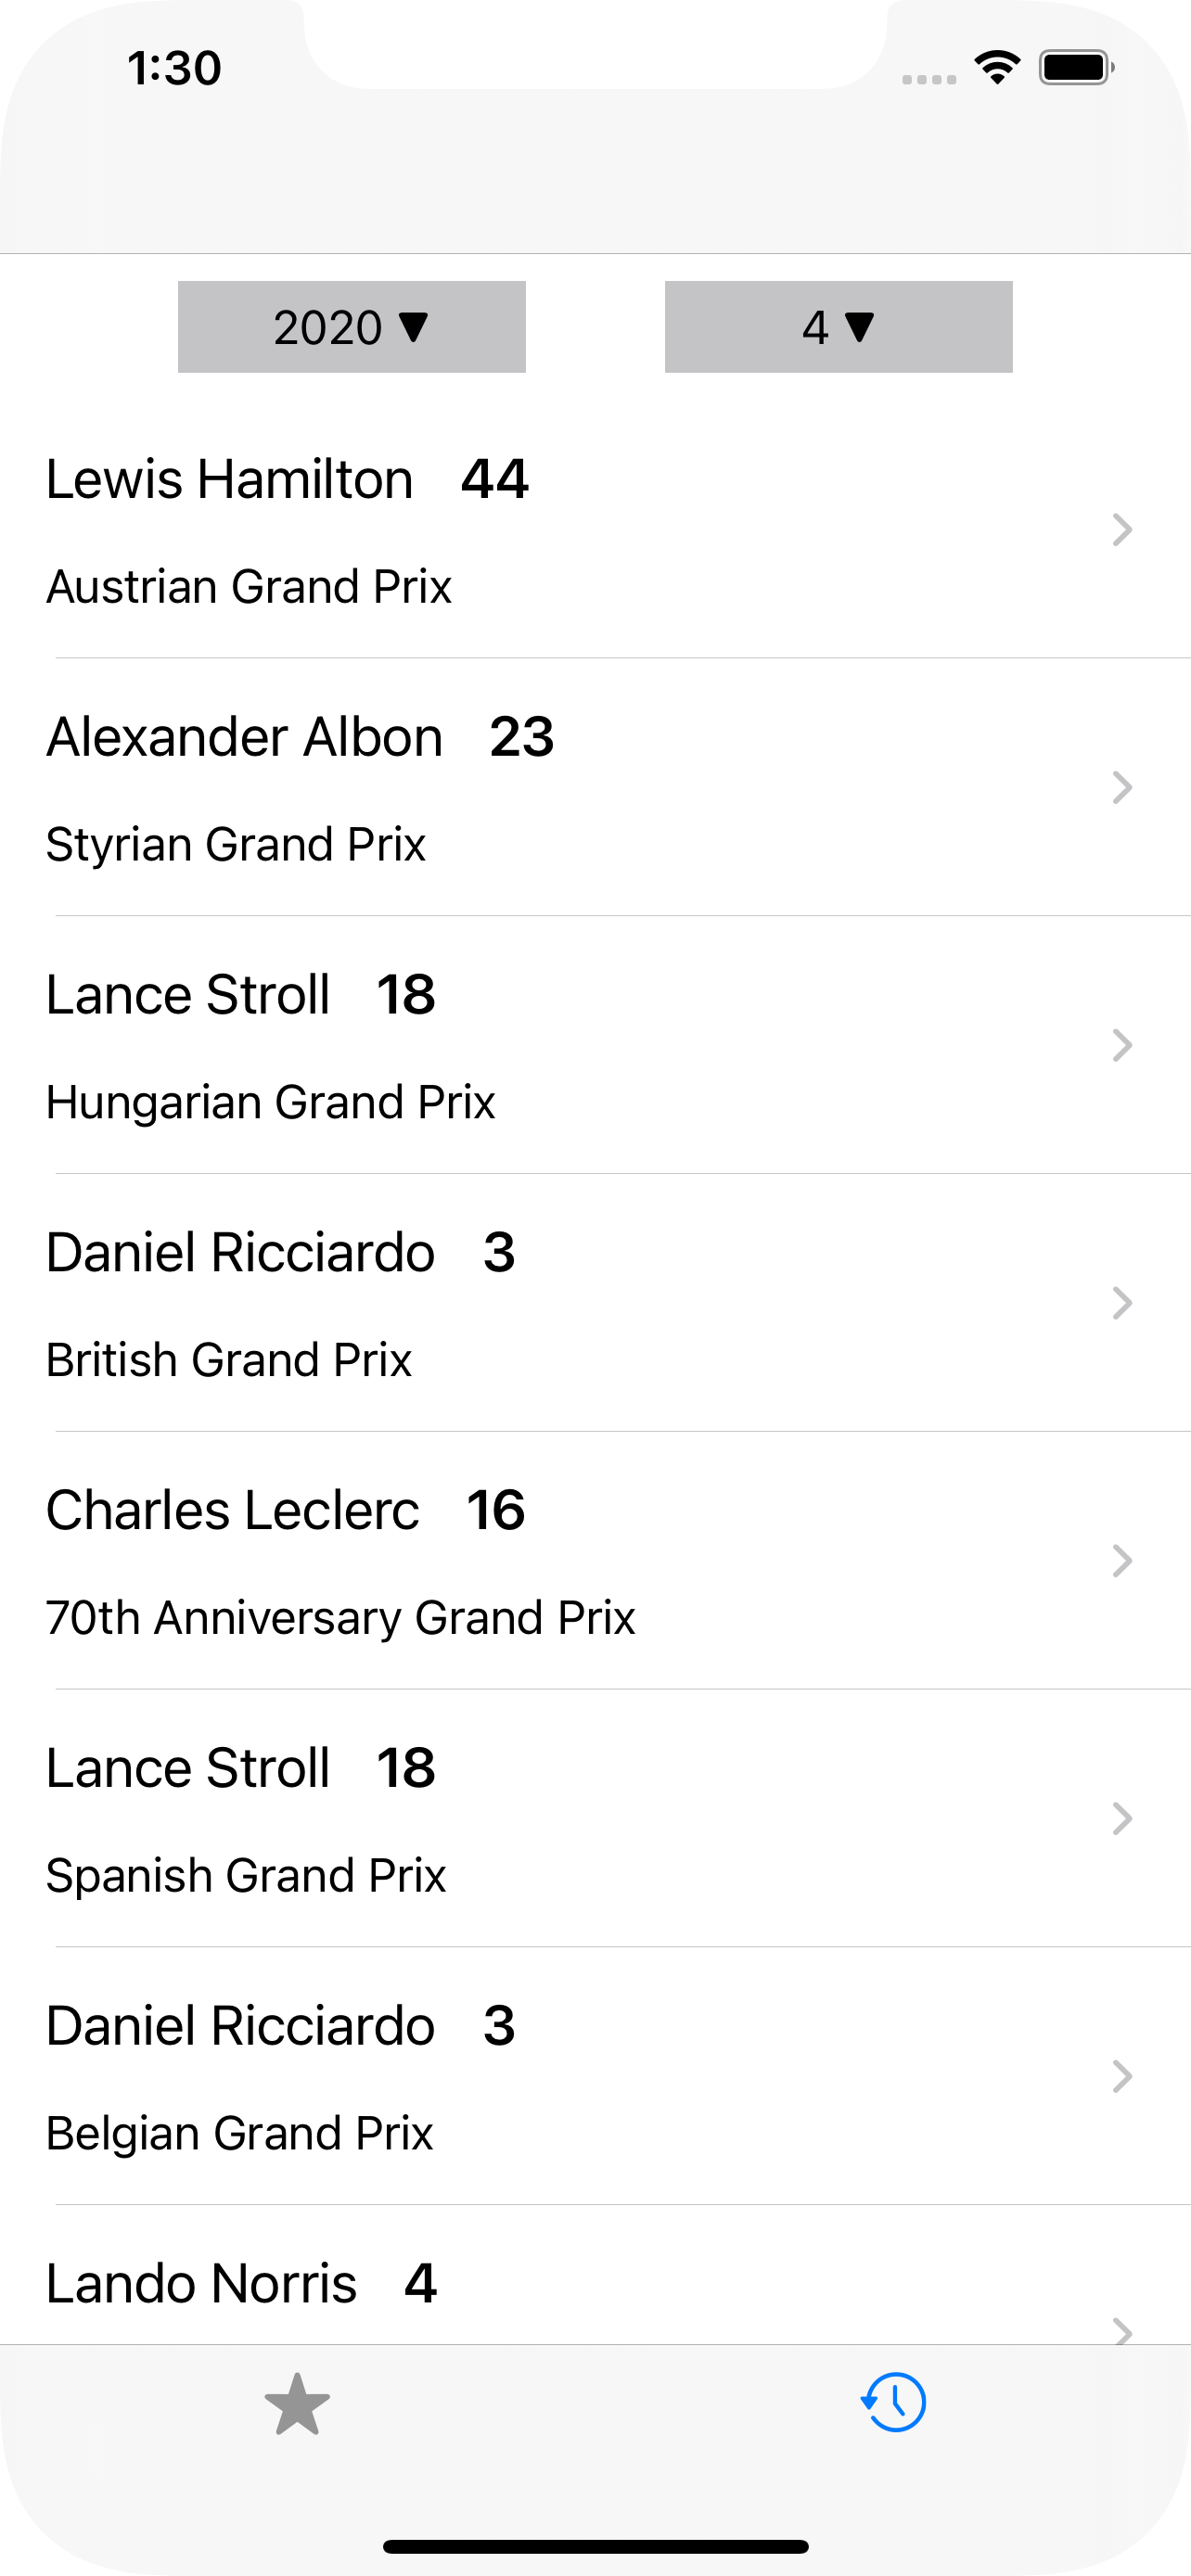 1:30
2020 ▼
4 ▼
Lewis Hamilton 44
Austrian Grand Prix
Alexander Albon 23
Styrian Grand Prix
Lance Stroll 18
Hungarian Grand Prix
Daniel Ricciardo 3
British Grand Prix
Charles Leclerc 16
70th Anniversary Grand Prix
Lance Stroll 18
Spanish Grand Prix
Daniel Ricciardo 3
Belgian Grand Prix
Lando Norris 4